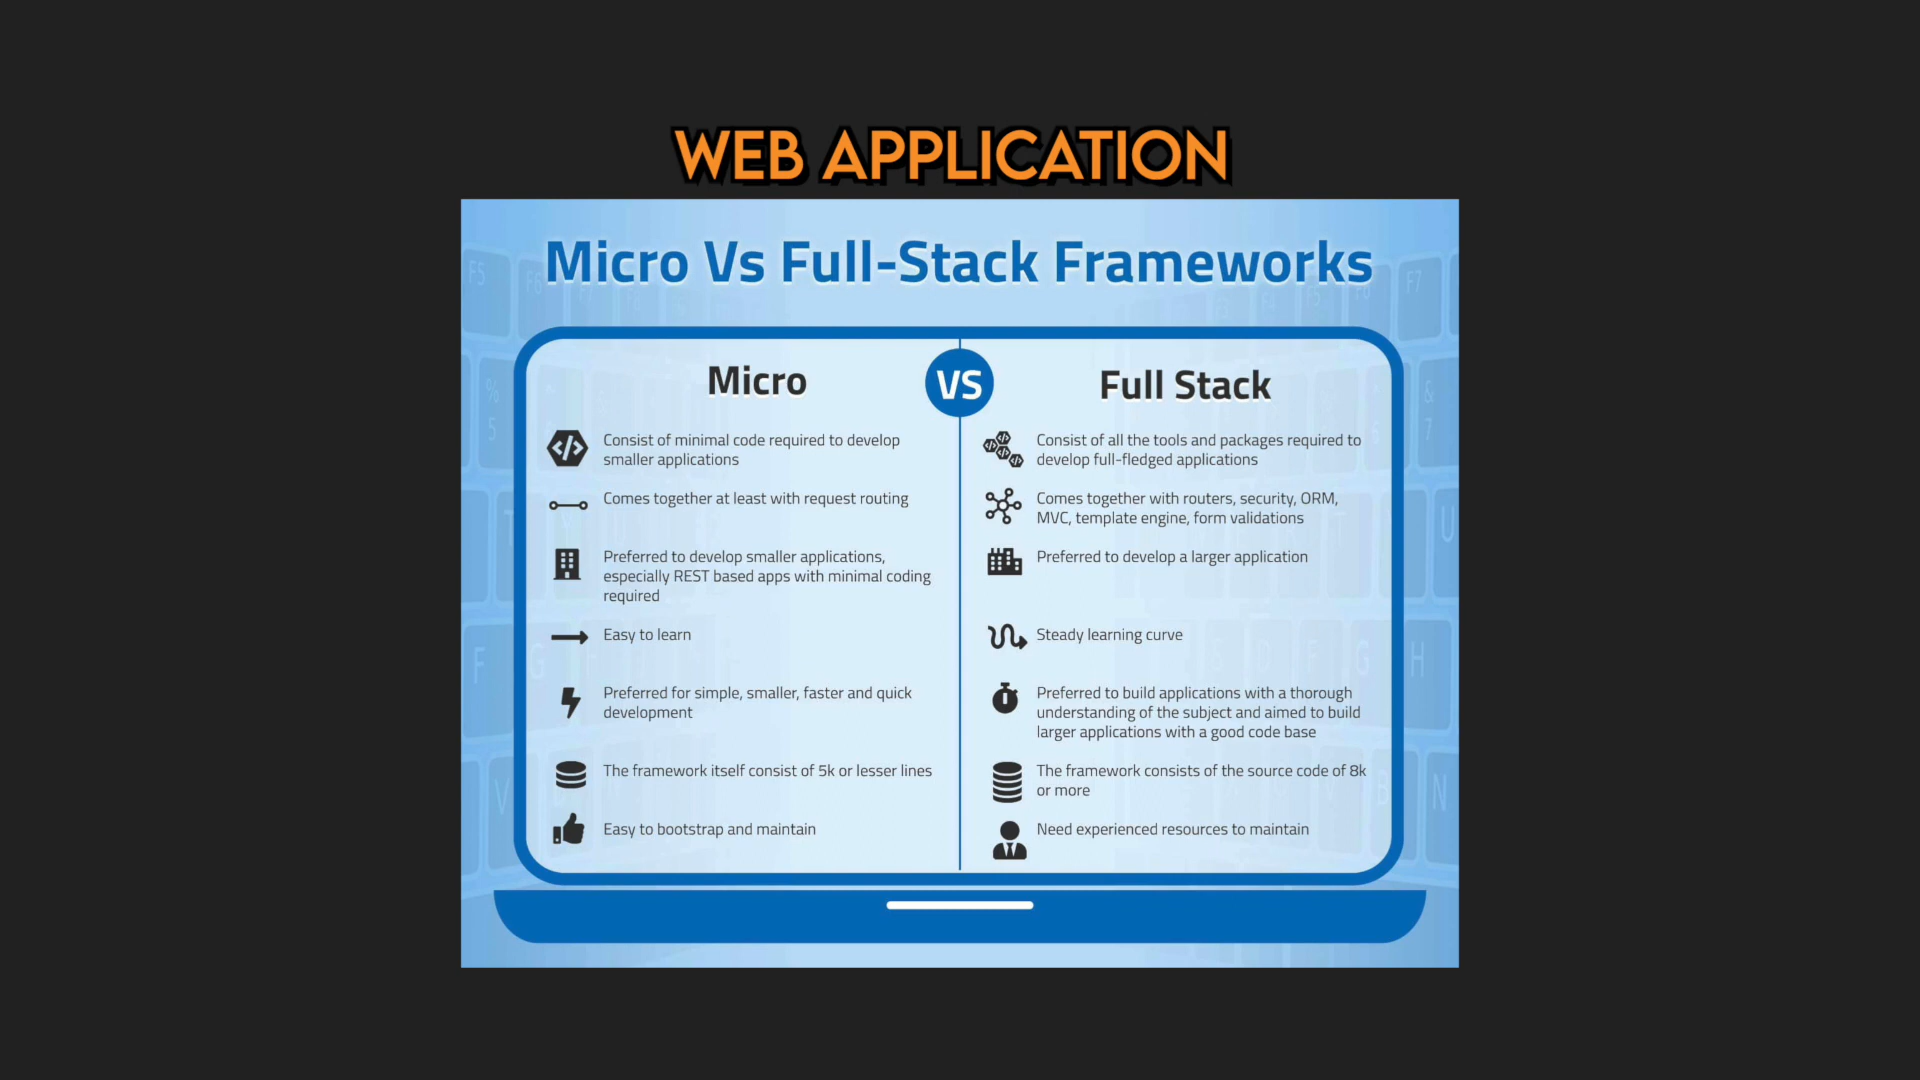 WEB APPLICATION
Micro Vs Full-Stack Frameworks
Micro
VS
Full Stack
Consist of minimal code required to develop
smaller applications
Comes together at least with request routing
Preferred to develop smaller applications,
especially REST based apps with minimal coding
required
Easy to learn
Preferred for simple, smaller, faster and quick
development
The framework itself consist of 5k or lesser lines
Easy to bootstrap and maintain
Consist of all the tools and packages required to
develop full-fledged applications
Comes together with routers, security, ORM,
MVC, template engine, form validations
Preferred to develop a larger application
Steady learning curve
Preferred to build applications with a thorough
understanding of the subject and aimed to build
larger applications with a good code base
The framework consists of the source code of 8k
or more
Need experienced resources to maintain